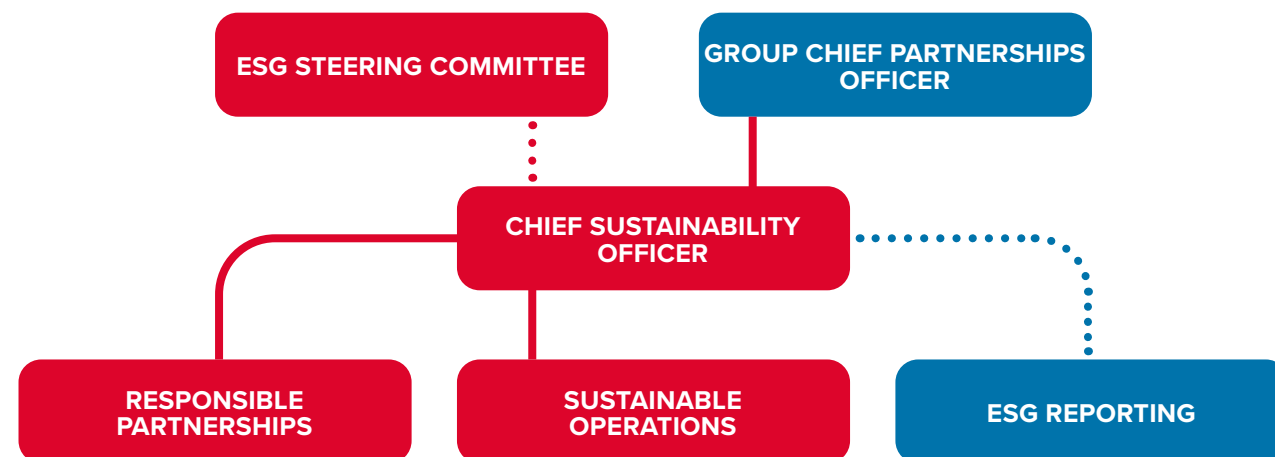 ESG STEERING COMMITTEE
GROUP CHIEF PARTNERSHIPS
OFFICER
CHIEF SUSTAINABILITY
OFFICER
RESPONSIBLE
PARTNERSHIPS
SUSTAINABLE
OPERATIONS
ESG REPORTING